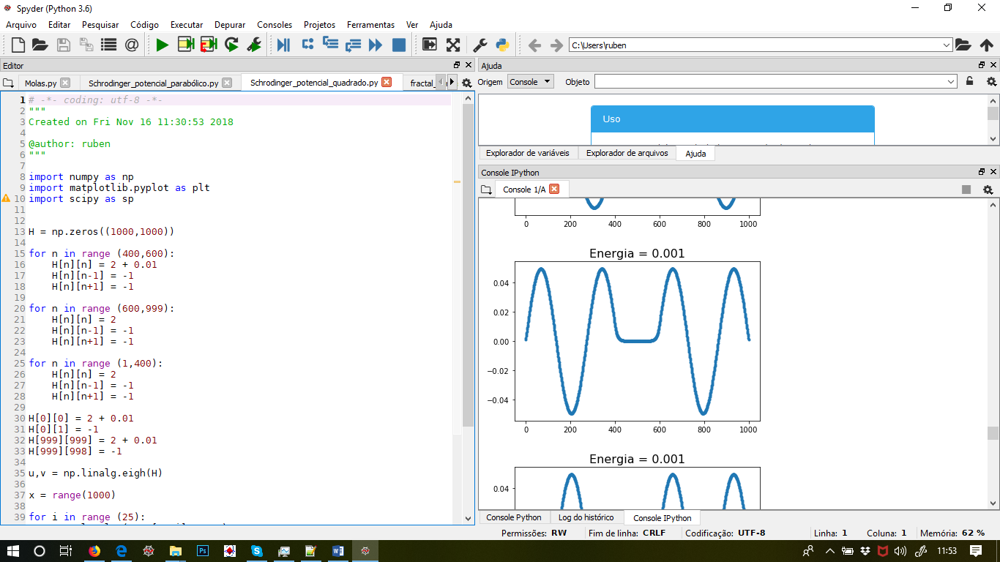 Spyder (Python 3.6)
Arquivo Editar Pesquisar Código Executar Depurar Consoles Projetos Ferramentas Ver Ajuda
C:\Users\ruben
Editor
Molas.py Schrodinger_potencial_parabólico.py Schrodinger_potencial_quadrado.py fractal_
1 # -*- coding: utf-8 -*-
2 """
3 Created on Fri Nov 16 11:30:53 2018
4
5 @author: ruben
6 """
7
8 import numpy as np
9 import matplotlib.pyplot as plt
10 import scipy as sp
11
12
13 H = np.zeros((1000,1000))
14
15 for n in range (400,600):
16     H[n][n] = 2 + 0.01
17     H[n][n-1] = -1
18     H[n][n+1] = -1
19
20 for n in range (600,999):
21     H[n][n] = 2
22     H[n][n-1] = -1
23     H[n][n+1] = -1
24
25 for n in range (1,400):
26     H[n][n] = 2
27     H[n][n-1] = -1
28     H[n][n+1] = -1
29
30 H[0][0] = 2 + 0.01
31 H[0][1] = -1
32 H[999][999] = 2 + 0.01
33 H[999][998] = -1
34
35 u,v = np.linalg.eigh(H)
36
37 x = range(1000)
38
39 for i in range (25):
Ajuda
Origem Console Objeto
Uso
Explorador de variáveis Explorador de arquivos Ajuda
Console IPython
Console 1/A
0 200 400 600 800 1000
Energia = 0.001
0.04
0.02
0.00
−0.02
−0.04
0 200 400 600 800 1000
Energia = 0.001
0.04
Console Python Log do histórico Console IPython
Permissões: RW Fim de linha: CRLF Codificação: UTF-8 Linha: 1 Coluna: 1 Memória: 62 %
11:53